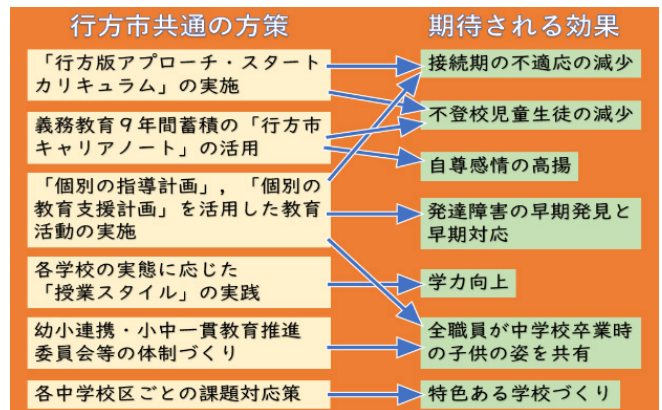 行方市共通の方策
「行方版アプローチ・スタート
カリキュラム」の実施
義務教育９年間蓄積の「行方市
キャリアノート」の活用
「個別の指導計画」，「個別の
教育支援計画」を活用した教育
活動の実施
各学校の実態に応じた
「授業スタイル」の実践
幼小連携・小中一貫教育推進
委員会等の体制づくり
各中学校区ごとの課題対応策
期待される効果
接続期の不適応の減少
不登校児童生徒の減少
自尊感情の高揚
発達障害の早期発見と
早期対応
学力向上
全職員が中学校卒業時
の子供の姿を共有
特色ある学校づくり